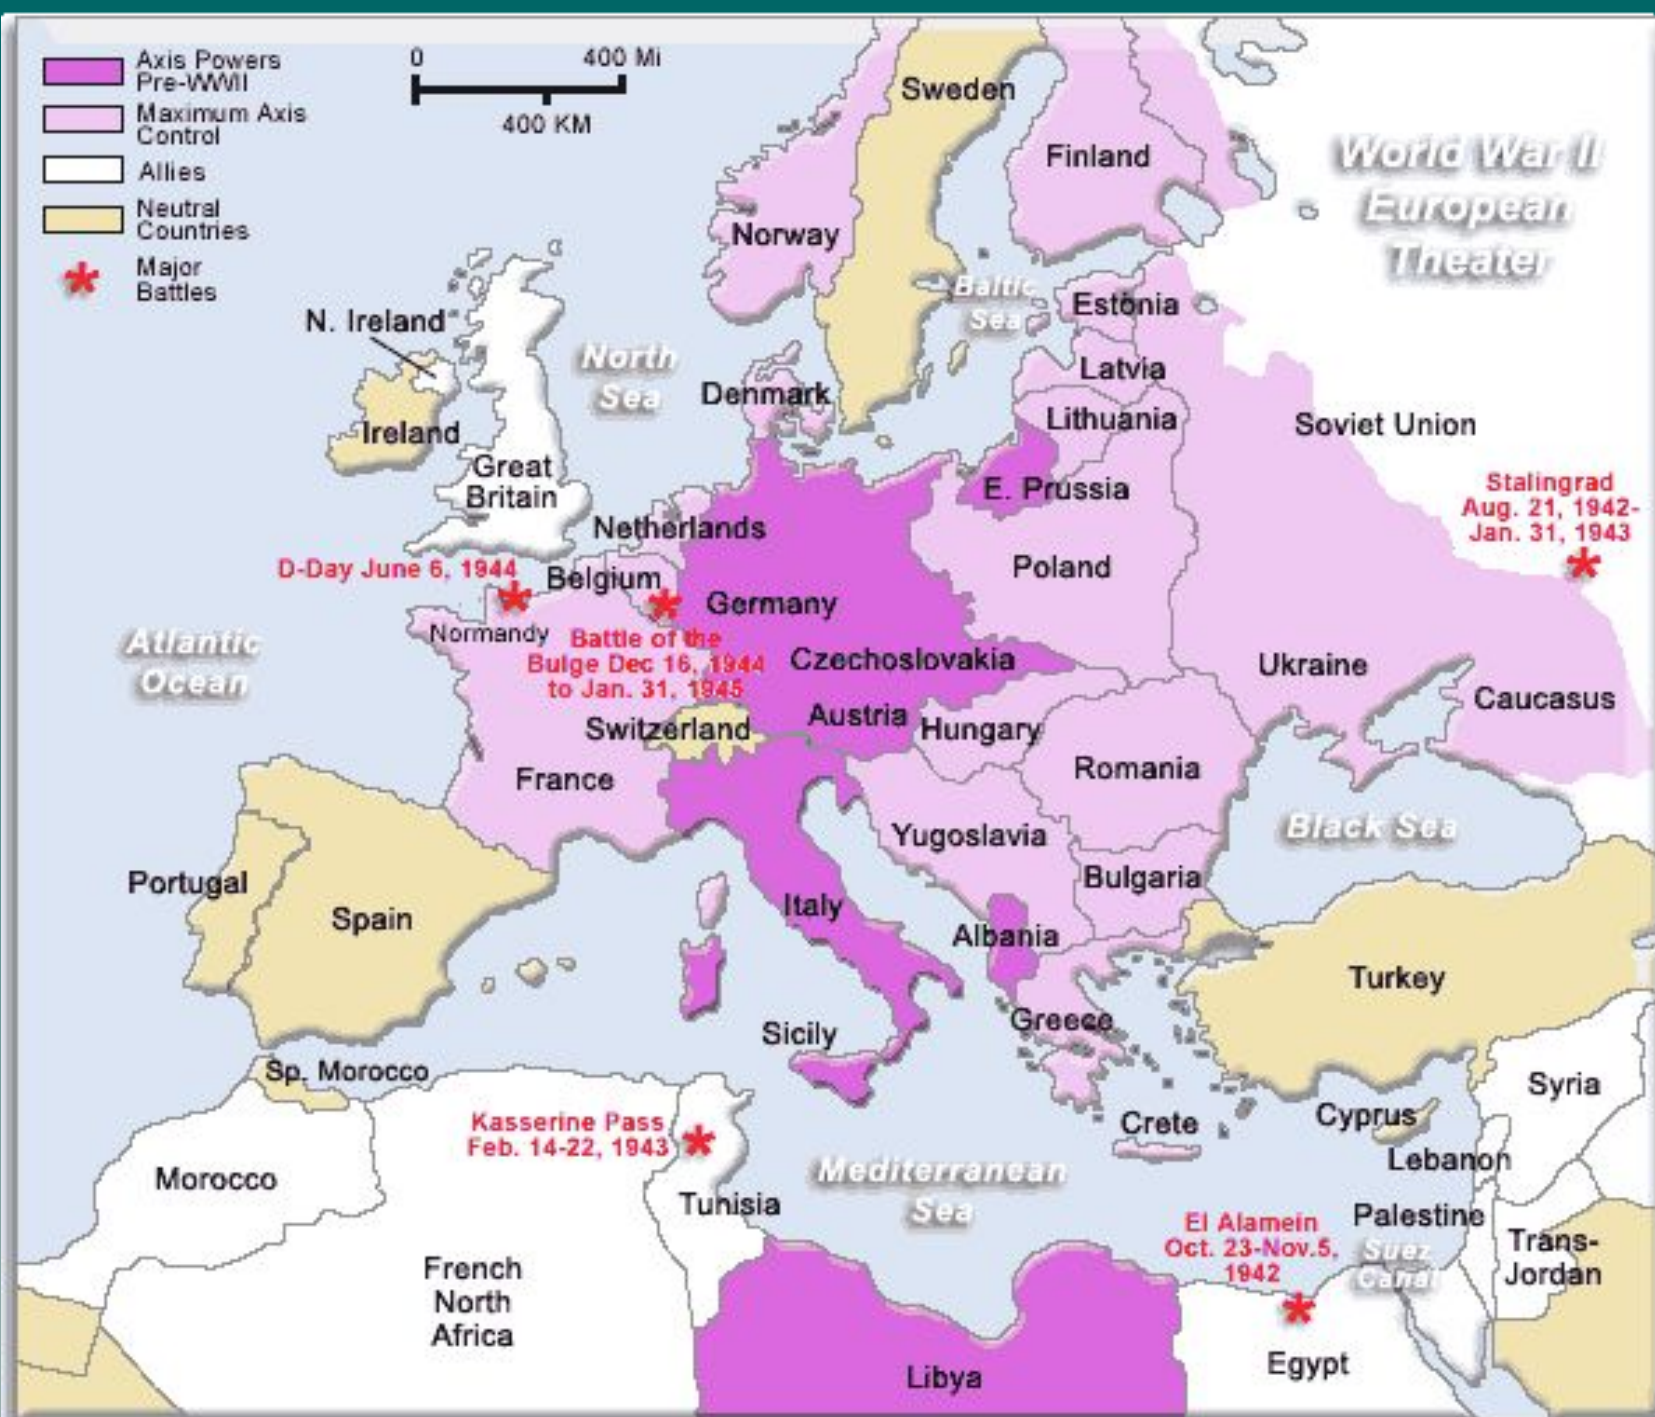 Axis Powers
Pre-WWII
Maximum Axis
Control
Allies
Neutral
Countries
Major
Battles
0
400 Mi
400 KM
World War II
European
Theater
Sweden
Finland
Norway
Baltic
Sea
Estonia
N. Ireland
North
Sea
Latvia
Denmark
Lithuania
Soviet Union
Ireland
Great
Britain
E. Prussia
Stalingrad
Aug. 21, 1942-
Jan. 31, 1943
Netherlands
D-Day June 6, 1944
Belgium
Poland
Germany
Normandy
Battle of the
Bulge Dec 16, 1944
to Jan. 31, 1945
Atlantic
Ocean
Czechoslovakia
Ukraine
Caucasus
Austria
Hungary
Switzerland
France
Romania
Yugoslavia
Black Sea
Portugal
Spain
Italy
Bulgaria
Albania
Turkey
Greece
Sicily
Sp. Morocco
Syria
Kasserine Pass
Feb. 14-22, 1943
Crete
Cyprus
Lebanon
Morocco
Mediterranean
Sea
Tunisia
Palestine
El Alamein
Oct. 23-Nov.5,
1942
Suez
Canal
Trans-
Jordan
French
North
Africa
Libya
Egypt